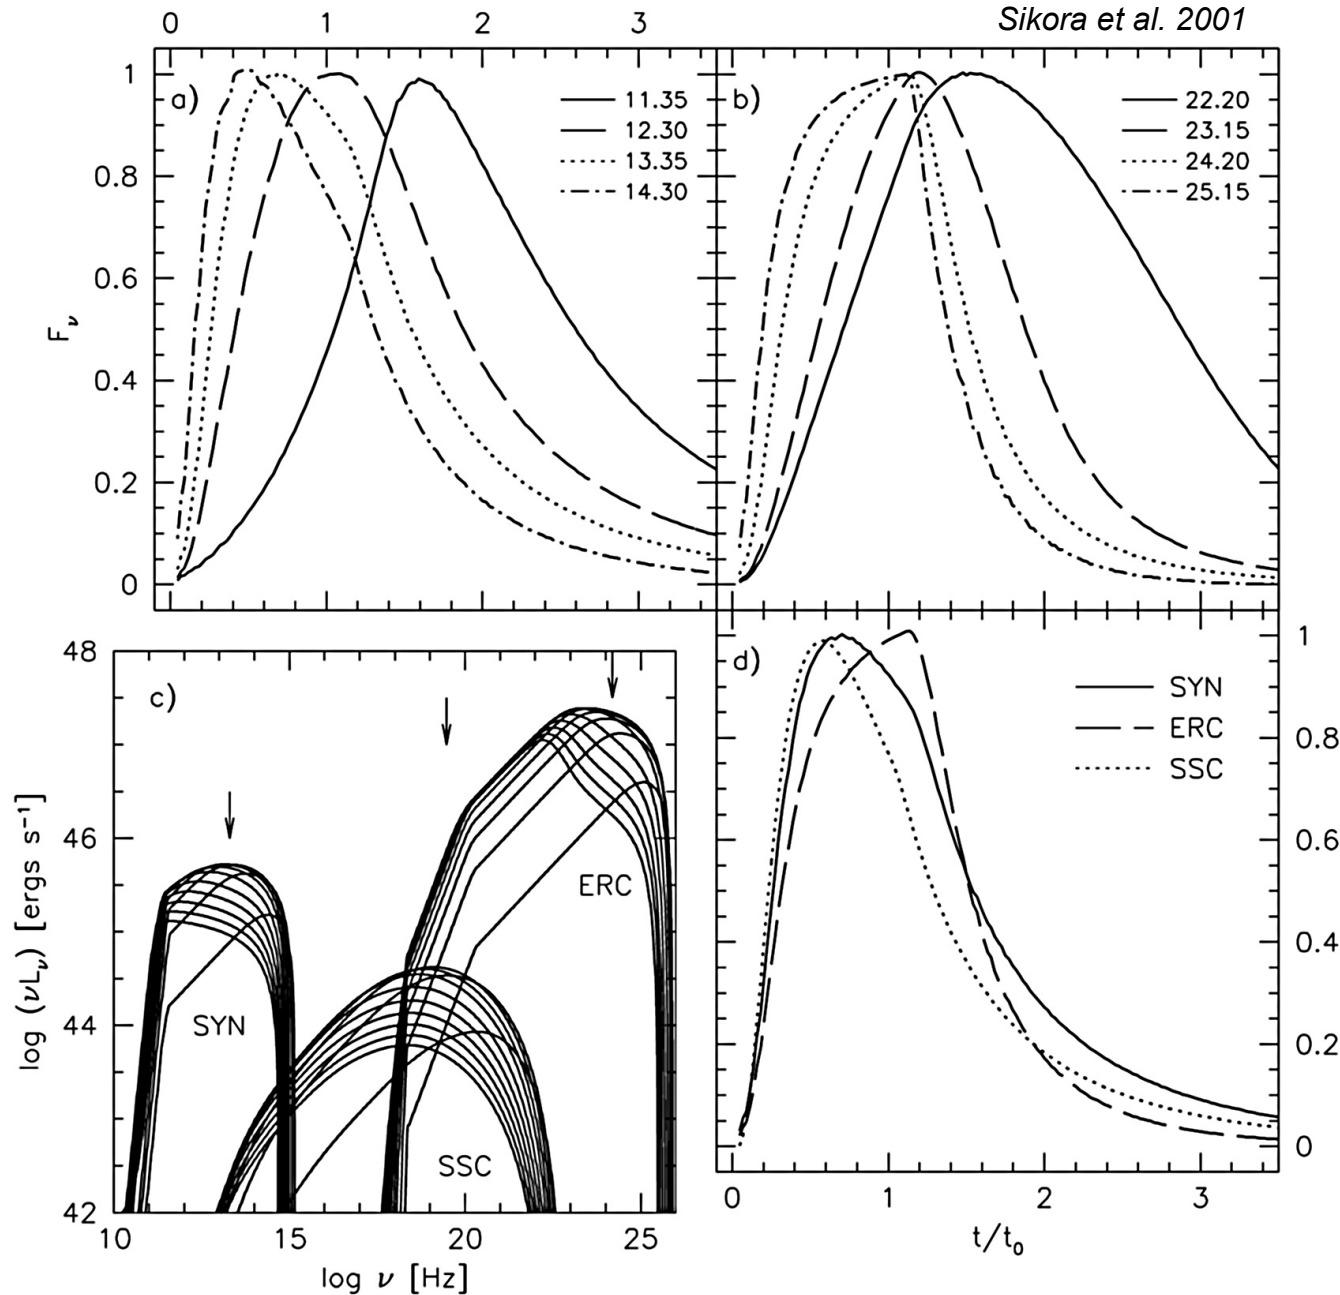 Sikora et al. 2001
0 1 2 3
a)
11.35
12.30
13.35
14.30
b)
22.20
23.15
24.20
25.15
1
0.8
0.6
0.4
0.2
0
Fν
c)
48
46
44
42
log (νLν) [ergs s⁻¹]
SYN
SSC
ERC
10 15 20 25
log ν [Hz]
d)
SYN
ERC
SSC
1
0.8
0.6
0.4
0.2
0
0 1 2 3
t/t₀